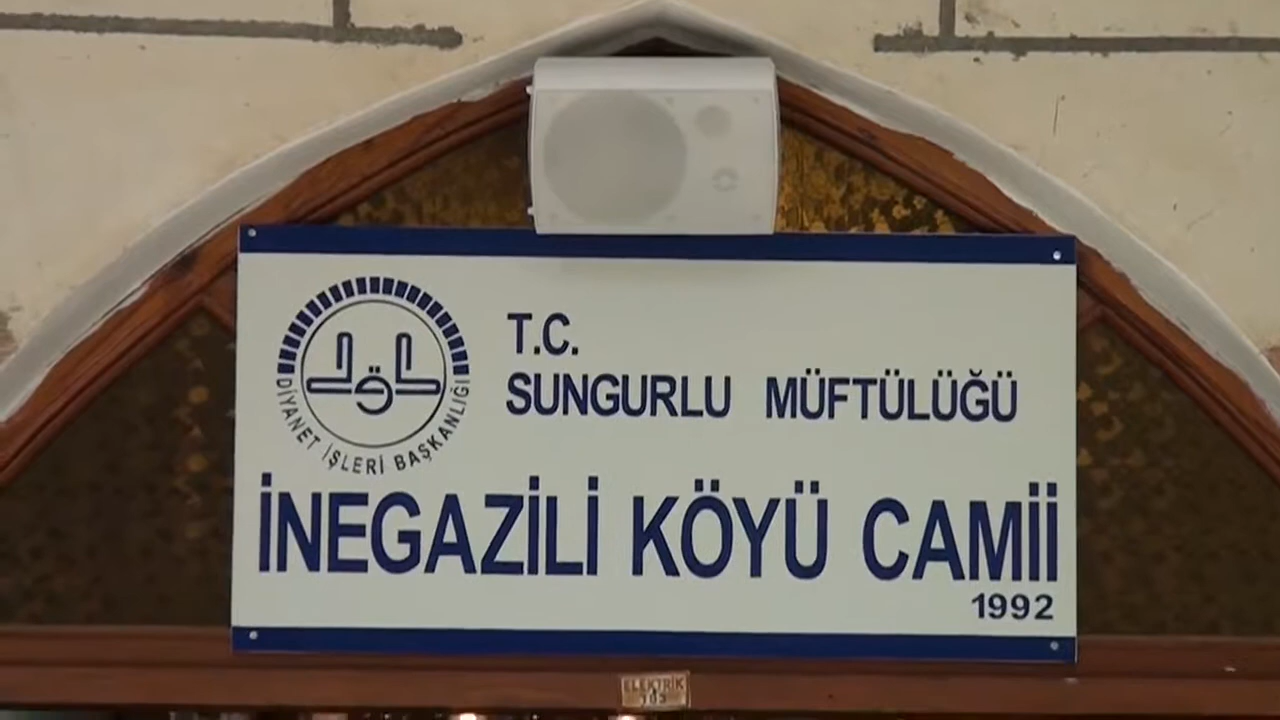 T.C.
SUNGURLU MÜFTÜLÜĞÜ
DİYANET İŞLERİ BAŞKANLIĞI
İNEGAZİLİ KÖYÜ CAMİİ
1992
ELEKTRİK